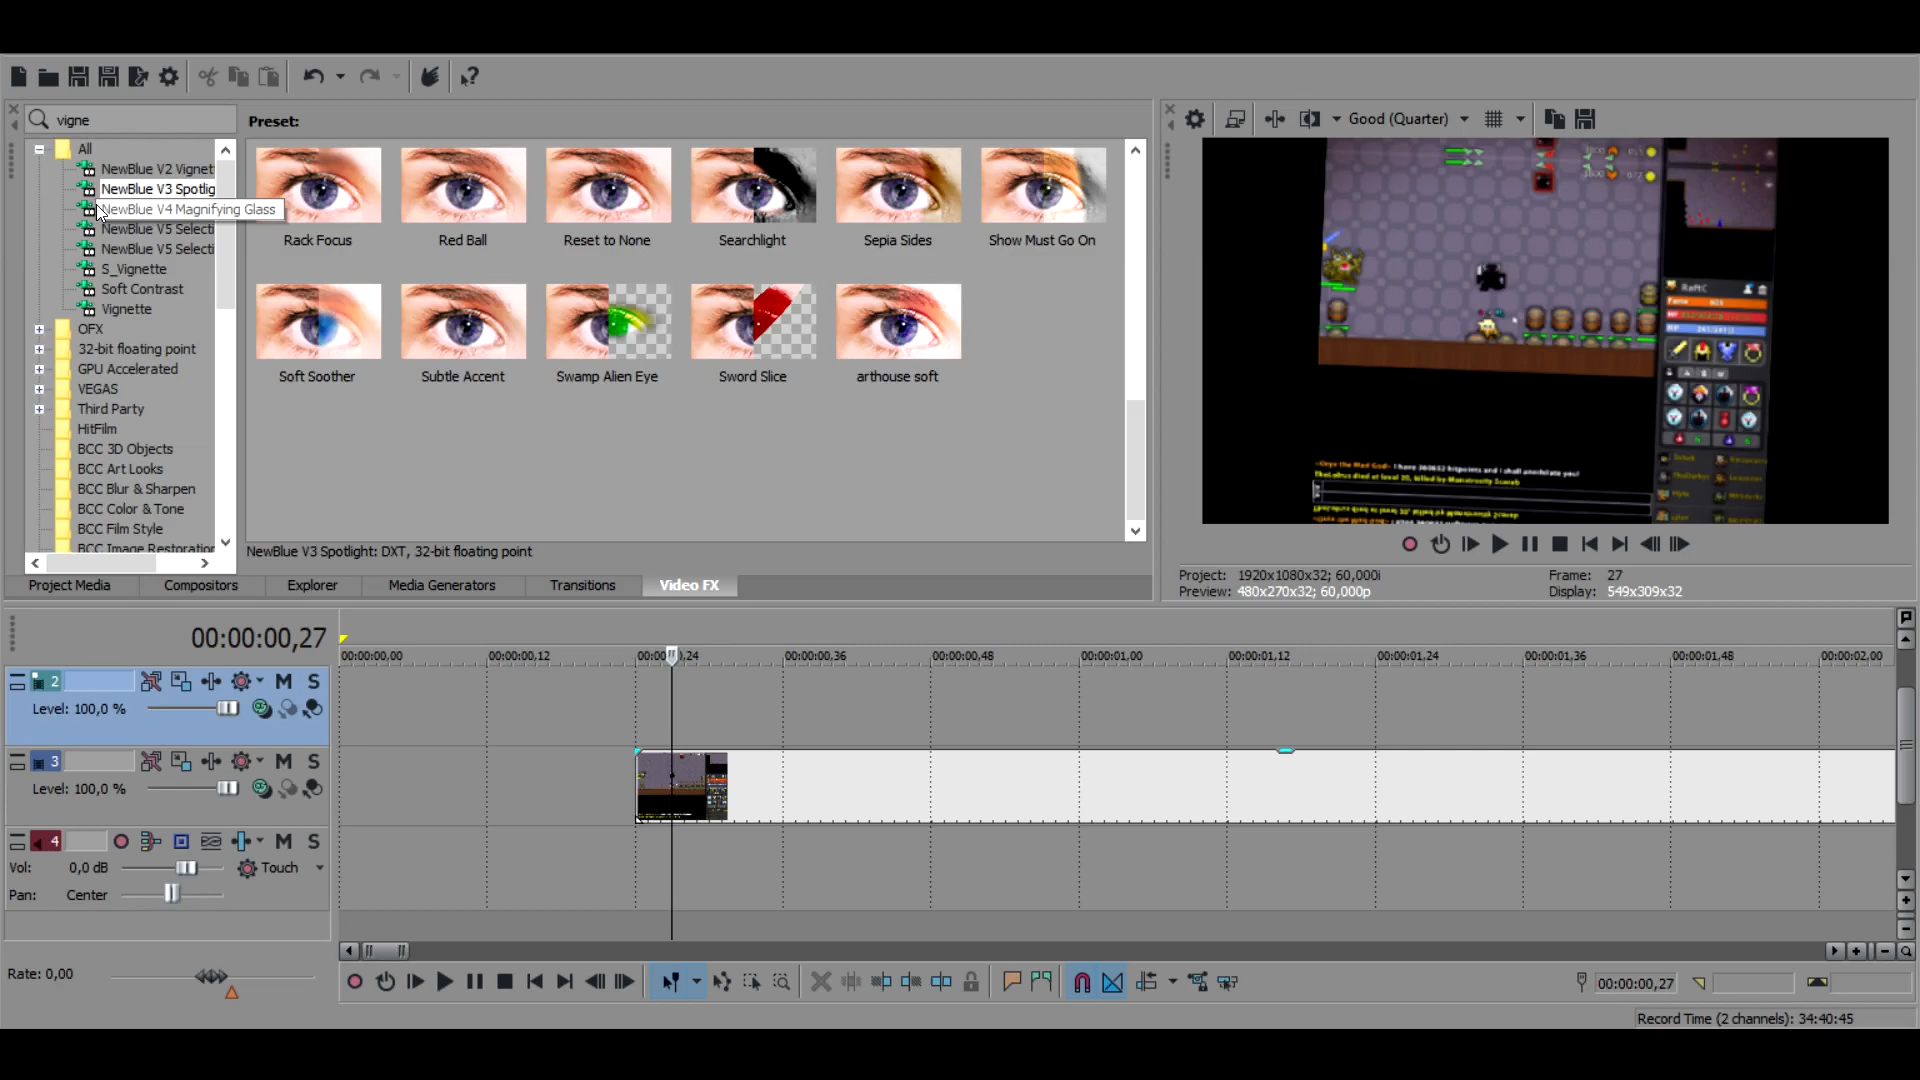 vigne
Preset:
Good (Quarter)
All
NewBlue V2 Vignet
NewBlue V3 Spotlig
NewBlue V4 Magnifying Glass
NewBlue V5 Selecti
NewBlue V5 Selecti
S_Vignette
Soft Contrast
Vignette
OFX
32-bit floating point
GPU Accelerated
VEGAS
Third Party
HitFilm
BCC 3D Objects
BCC Art Looks
BCC Blur & Sharpen
BCC Color & Tone
BCC Film Style
BCC Image Restoration
Rack Focus
Red Ball
Reset to None
Searchlight
Sepia Sides
Show Must Go On
Soft Soother
Subtle Accent
Swamp Alien Eye
Sword Slice
arthouse soft
NewBlue V3 Spotlight: DXT, 32-bit floating point
Project Media
Compositors
Explorer
Media Generators
Transitions
Video FX
Project: 1920x1080x32; 60,000i
Preview: 480x270x32; 60,000p
Frame: 27
Display: 549x309x32
00:00:00,27
00:00:00,00
00:00:00,12
00:00 ,24
00:00:00,36
00:00:00,48
00:00:01,00
00:00:01,12
00:00:01,24
00:00:01,36
00:00:01,48
00:00:02,00
2
M S
Level: 100,0 %
3
M S
Level: 100,0 %
4
M S
Vol: 0,0 dB
Touch
Pan: Center
Rate: 0,00
00:00:00,27
Record Time (2 channels): 34:40:45